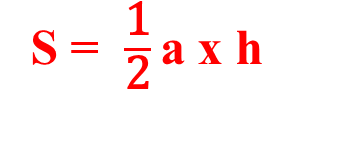 S = 1/2 a x h